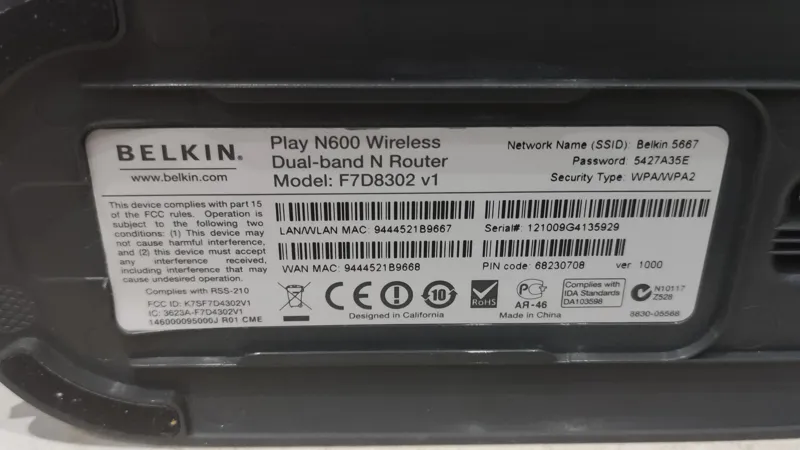 BELKIN.
www.belkin.com
Play N600 Wireless
Dual-band N Router
Model: F7D8302 v1
Network Name (SSID): Belkin.5667
Password: 5427A35E
Security Type: WPA/WPA2
This device complies with part 15
of the FCC rules. Operation is
subject to the following two
conditions: (1) This device may
not cause harmful interference,
and (2) this device must accept
any interference received,
including interference that may
cause undesired operation.
Complies with RSS-210
FCC ID: K7SF7D4302V1
IC: 3623A-F7D4302V1
146000095000J R01 CME
LAN/WLAN MAC: 9444521B9667
Serial#: 121009G4135929
WAN MAC: 9444521B9668
PIN code: 68230708
ver 1000
CE
10
RoHS
Designed in California
PC
АЯ-46
Made in China
Complies with
IDA Standards
DA103598
N10117
Z528
8830-05568